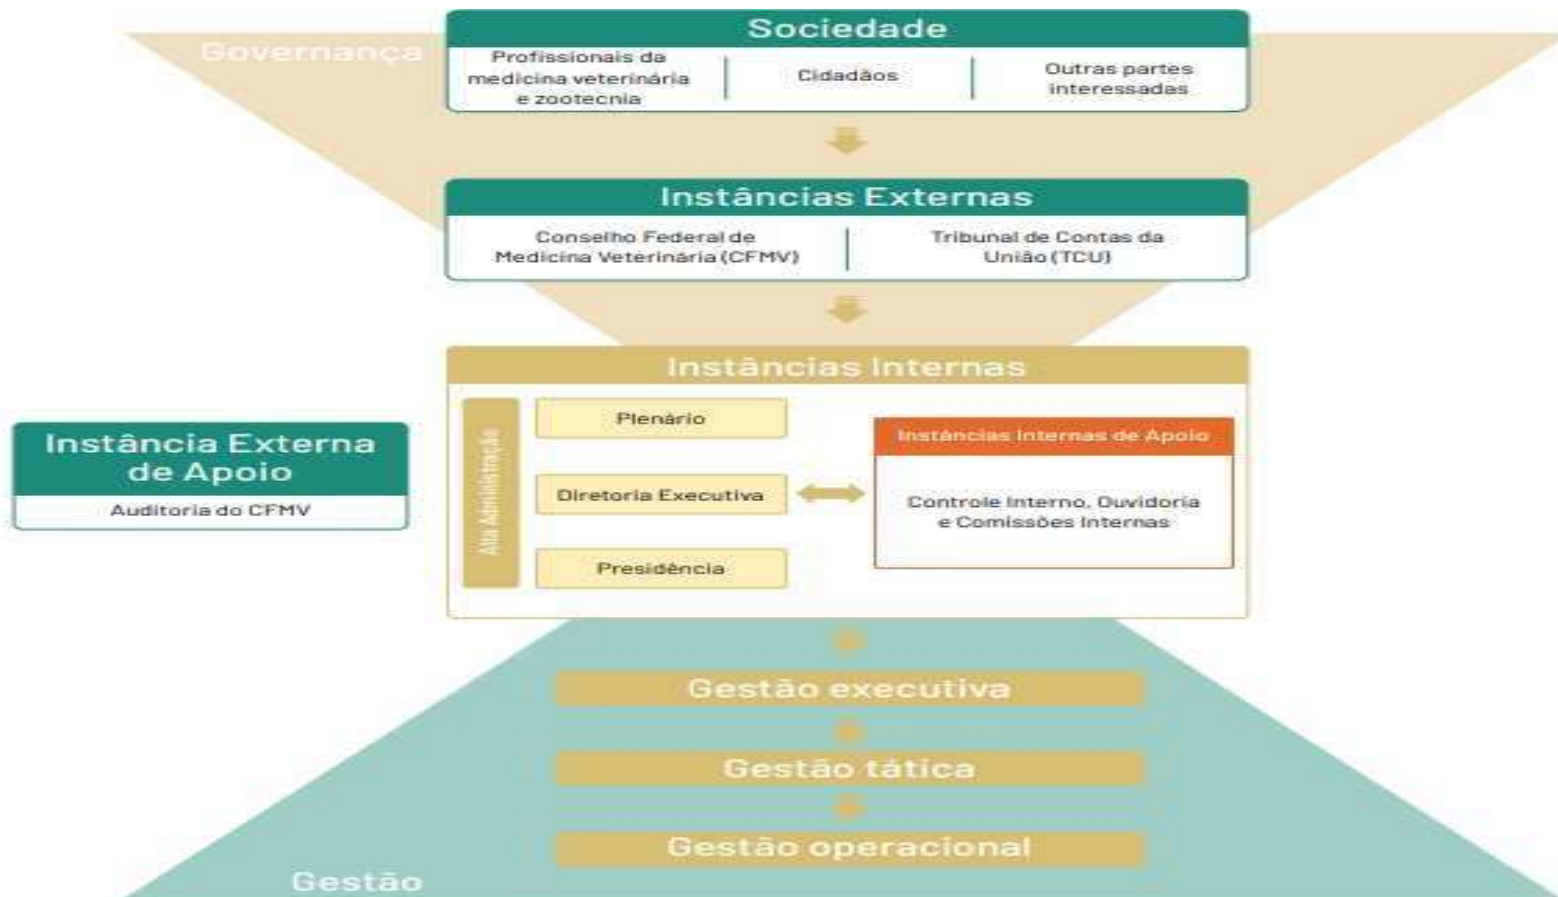 Governança
Sociedade
Profissionais da
medicina veterinária
e zootecnia
Cidadãos
Outras partes
interessadas
Instâncias Externas
Conselho Federal de
Medicina Veterinária (CFMV)
Tribunal de Contas da
União (TCU)
Instâncias Internas
Alta Administração
Plenário
Diretoria Executiva
Presidência
Instâncias Internas de Apoio
Controle Interno, Ouvidoria
e Comissões Internas
Instância Externa
de Apoio
Auditoria do CFMV
Gestão executiva
Gestão tática
Gestão operacional
Gestão